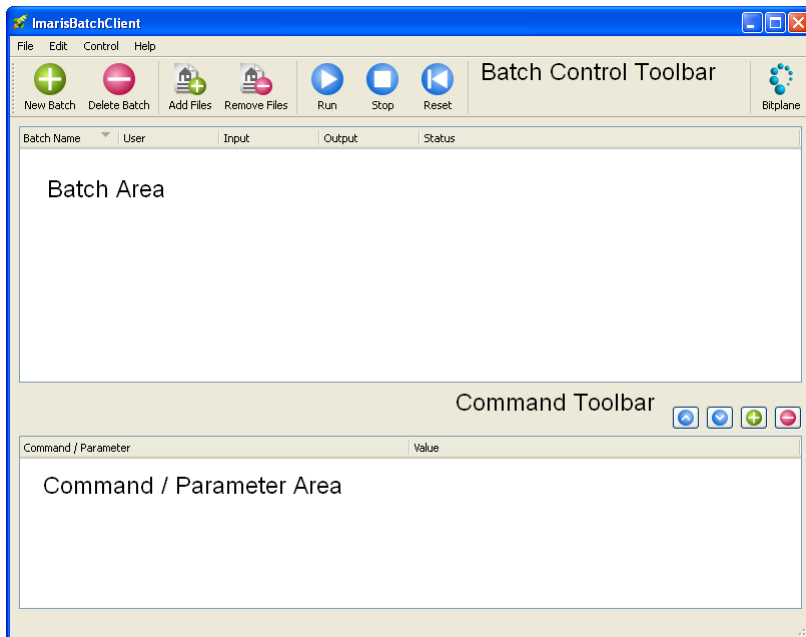 ImarisBatchClient
File Edit Control Help
Batch Control Toolbar
New Batch Delete Batch Add Files Remove Files Run Stop Reset Bitplane
Batch Name User Input Output Status
Batch Area
Command Toolbar
Command / Parameter Value
Command / Parameter Area